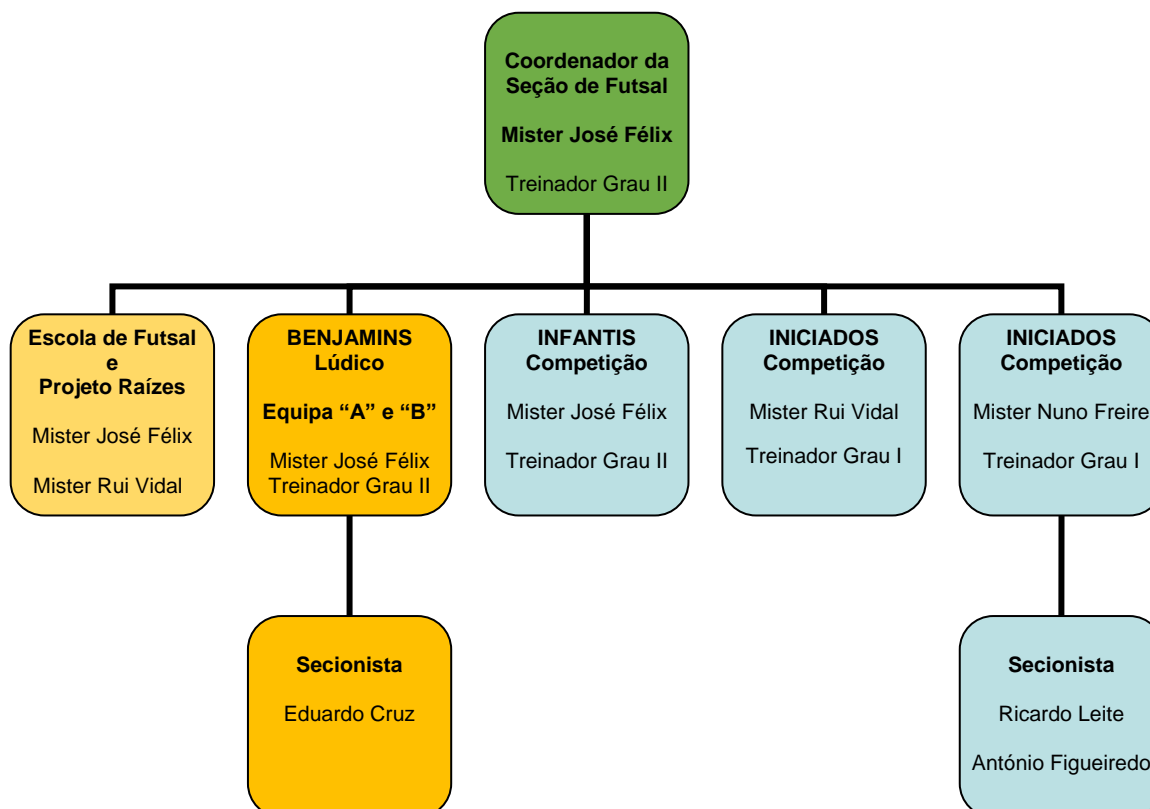 Coordenador da
Seção de Futsal
Mister José Félix
Treinador Grau II
Escola de Futsal
e
Projeto Raízes
Mister José Félix
Mister Rui Vidal
BENJAMINS
Lúdico
Equipa “A” e “B”
Mister José Félix
Treinador Grau II
INFANTIS
Competição
Mister José Félix
Treinador Grau II
INICIADOS
Competição
Mister Rui Vidal
Treinador Grau I
INICIADOS
Competição
Mister Nuno Freire
Treinador Grau I
Secionista
Eduardo Cruz
Secionista
Ricardo Leite
António Figueiredo